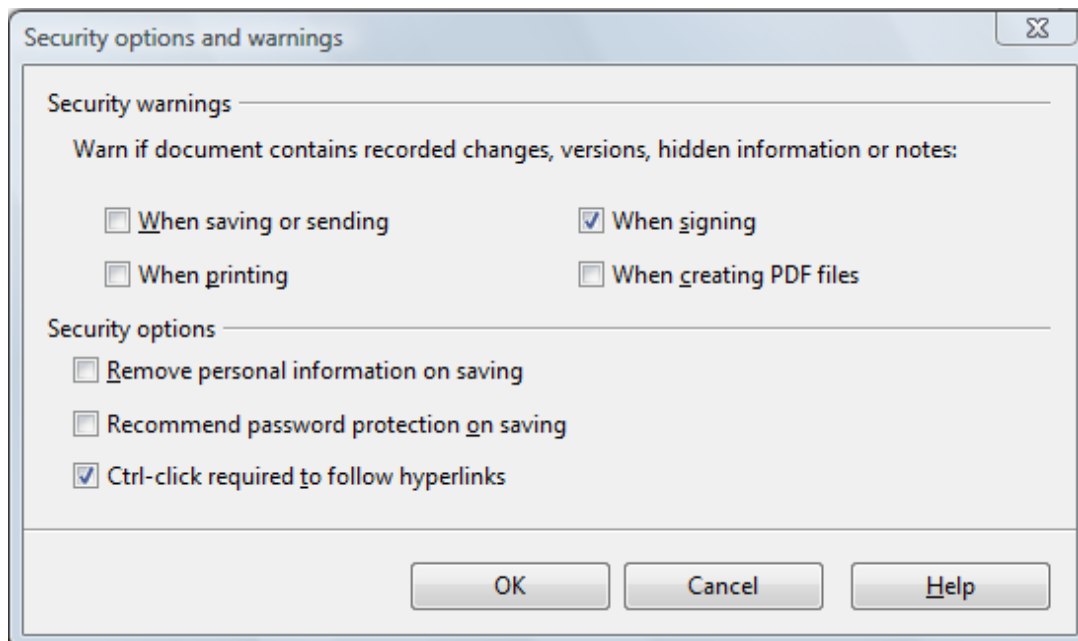 Security options and warnings
Security warnings
Warn if document contains recorded changes, versions, hidden information or notes:
When saving or sending
When signing
When printing
When creating PDF files
Security options
Remove personal information on saving
Recommend password protection on saving
Ctrl-click required to follow hyperlinks
OK
Cancel
Help